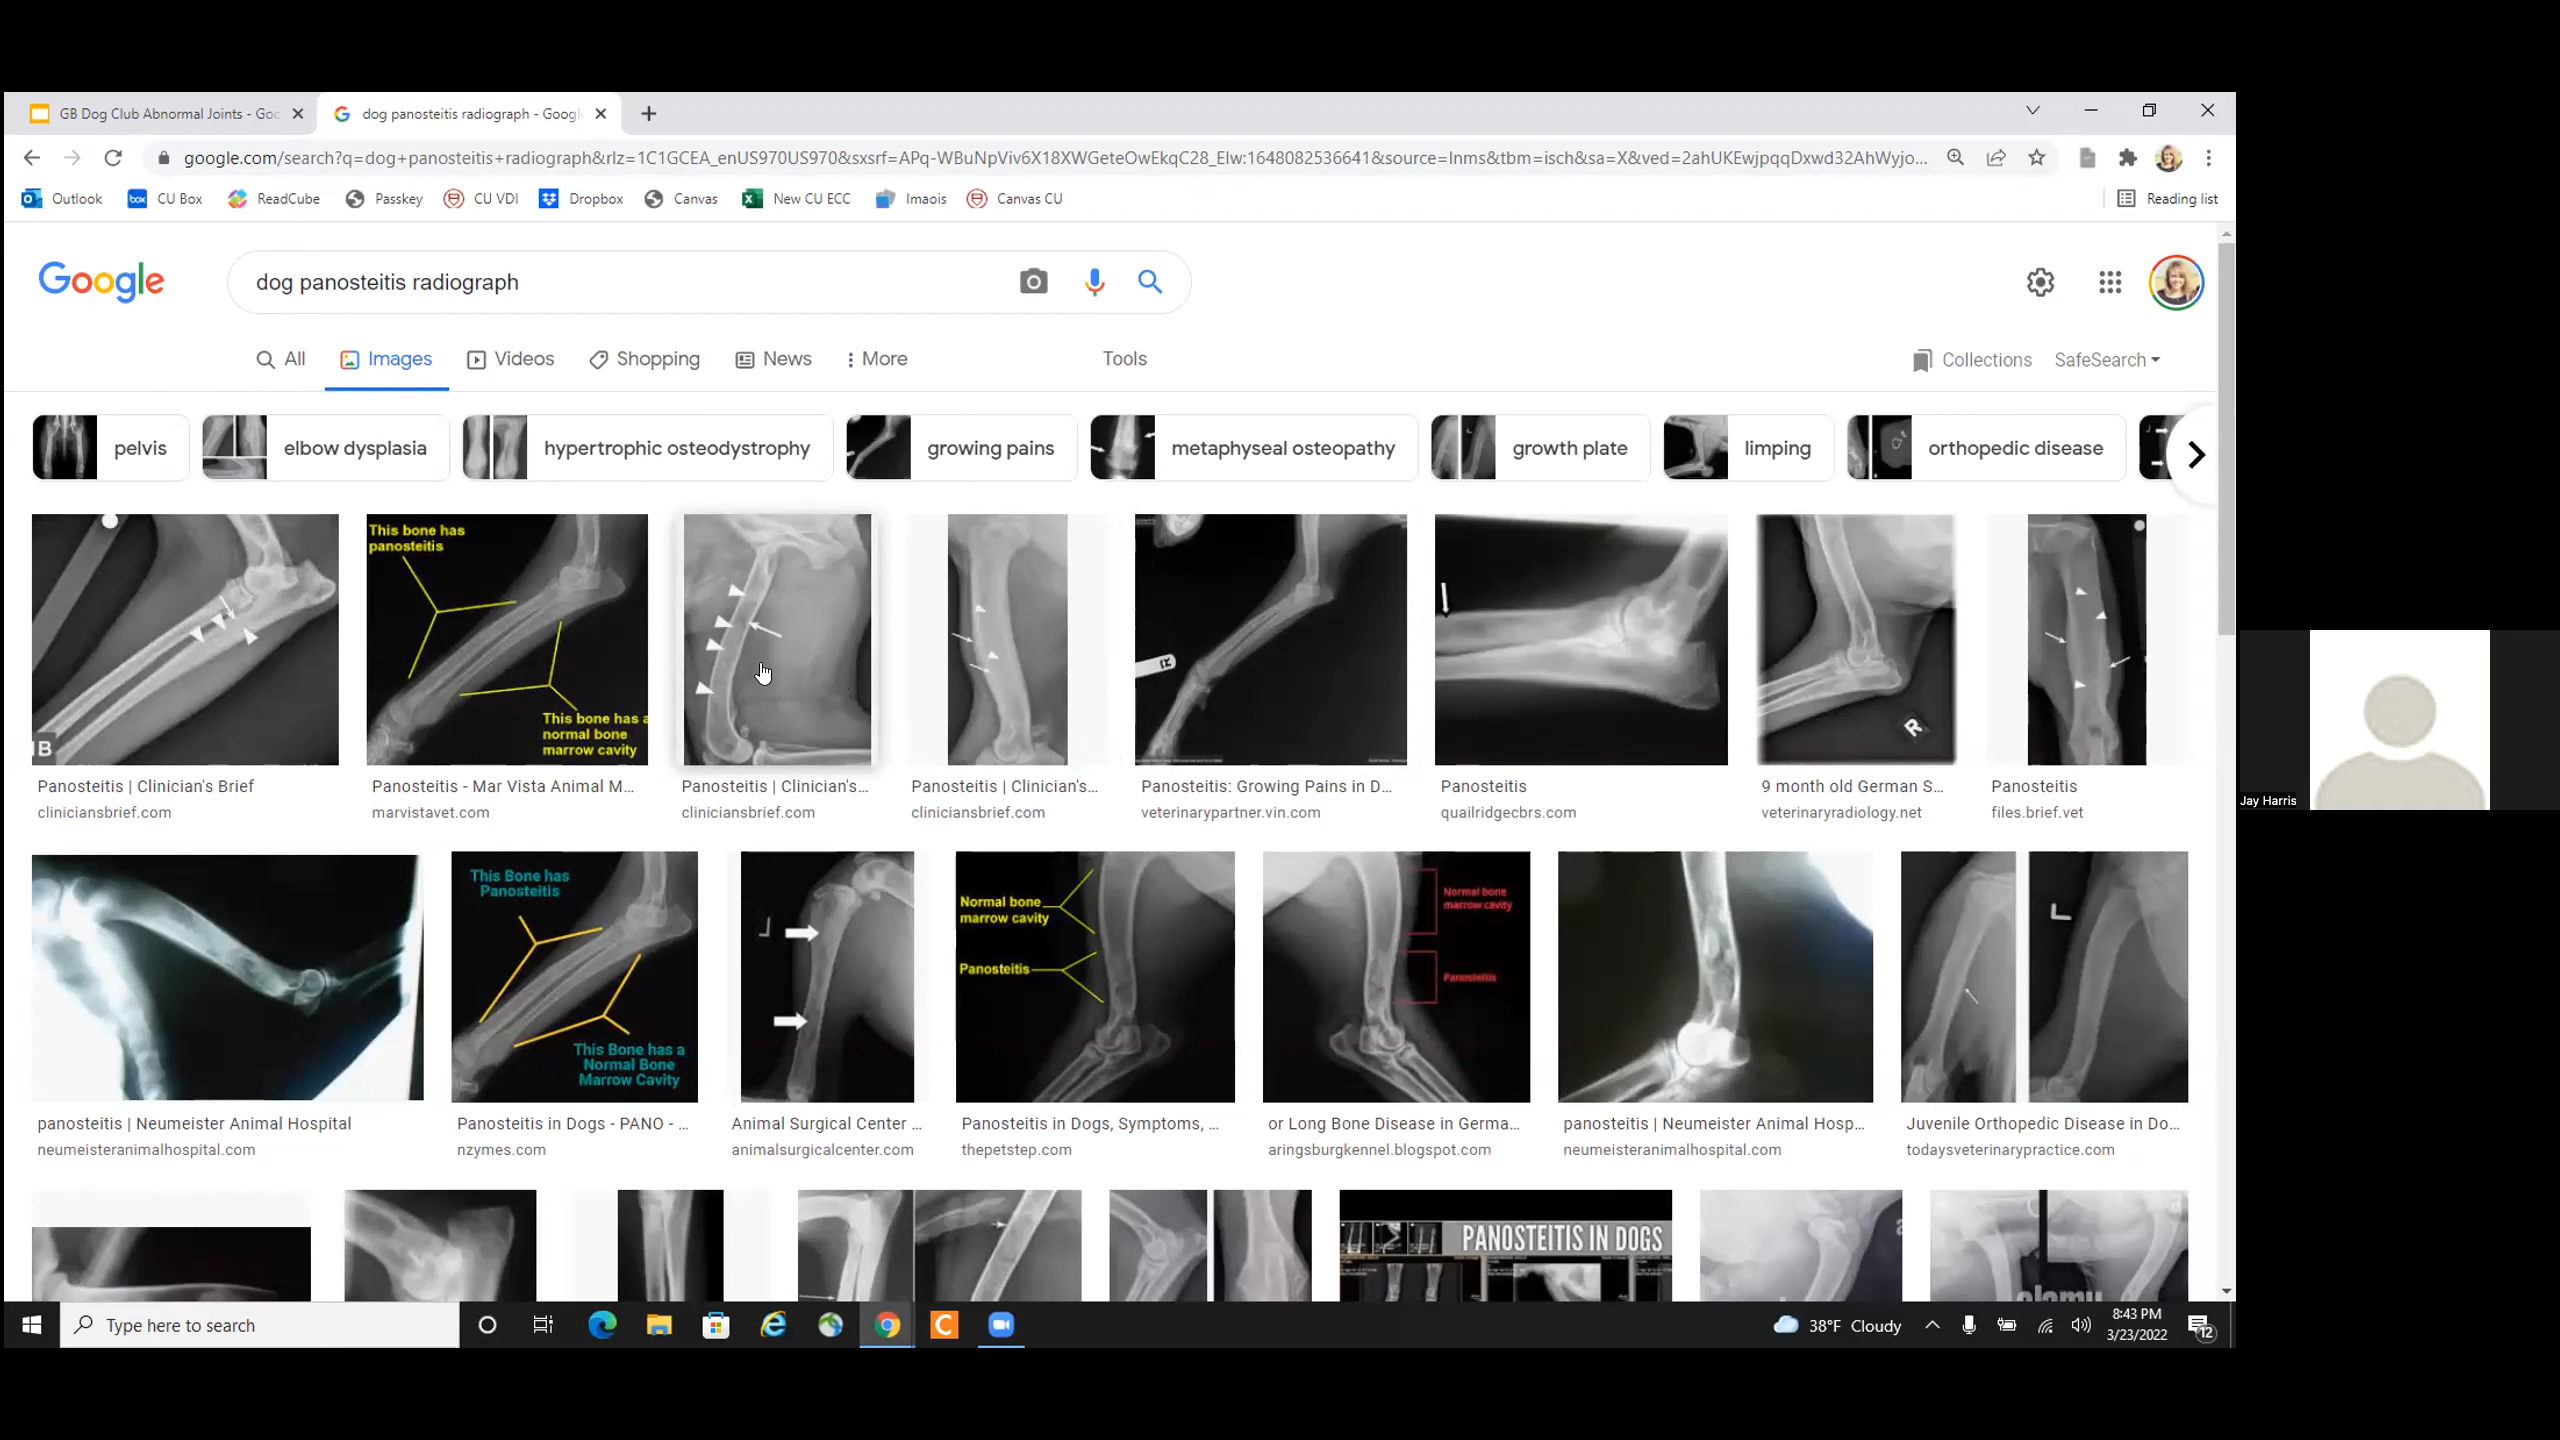 GB Dog Club Abnormal Joints - Goo
dog panosteitis radiograph - Googl
google.com/search?q=dog+panosteitis+radiograph&rlz=1C1GCEA_enUS970US970&sxsrf=APq-WBuNpViv6X18XWGeteOwEkqC28_Elw:1648082536641&source=lnms&tbm=isch&sa=X&ved=2ahUKEwjpqqDxwd32AhWyjo...
Outlook CU Box ReadCube Passkey CU VDI Dropbox Canvas New CU ECC Imaois Canvas CU Reading list
Google
dog panosteitis radiograph
All Images Videos Shopping News More Tools Collections SafeSearch
pelvis elbow dysplasia hypertrophic osteodystrophy growing pains metaphyseal osteopathy growth plate limping orthopedic disease
This bone has
panosteitis
This bone has a
normal bone
marrow cavity
B
R
R
Panosteitis | Clinician's Brief
cliniciansbrief.com
Panosteitis - Mar Vista Animal M...
marvistavet.com
Panosteitis | Clinician's...
cliniciansbrief.com
Panosteitis | Clinician's...
cliniciansbrief.com
Panosteitis: Growing Pains in D...
veterinarypartner.vin.com
Panosteitis
quailridgecbrs.com
9 month old German S...
veterinaryradiology.net
Panosteitis
files.brief.vet
Jay Harris
This Bone has
Panosteitis
This Bone has a
Normal Bone
Marrow Cavity
Normal bone
marrow cavity
Panosteitis
Normal bone
marrow cavity
Panosteitis
L
panosteitis | Neumeister Animal Hospital
neumeisteranimalhospital.com
Panosteitis in Dogs - PANO - ...
nzymes.com
Animal Surgical Center ...
animalsurgicalcenter.com
Panosteitis in Dogs, Symptoms, ...
thepetstep.com
or Long Bone Disease in Germa...
aringsburgkennel.blogspot.com
panosteitis | Neumeister Animal Hosp...
neumeisteranimalhospital.com
Juvenile Orthopedic Disease in Do...
todaysveterinarypractice.com
PANOSTEITIS IN DOGS
a
alamy
Type here to search
38°F Cloudy
8:43 PM
3/23/2022
12